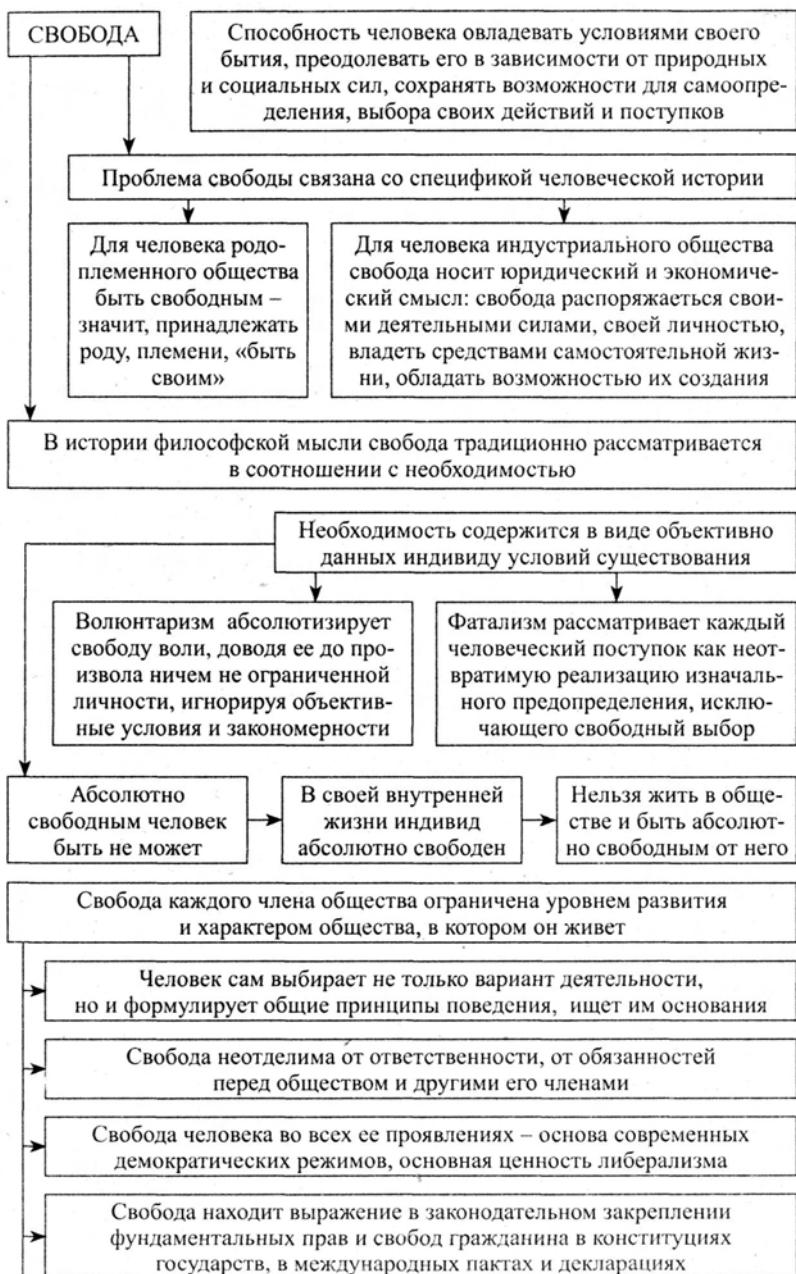 СВОБОДА
Способность человека овладевать условиями своего
бытия, преодолевать его в зависимости от природных
и социальных сил, сохранять возможности для самоопре-
деления, выбора своих действий и поступков
Проблема свободы связана со спецификой человеческой истории
Для человека родо-
племенного общества
быть свободным –
значит, принадлежать
роду, племени, «быть
своим»
Для человека индустриального общества
свобода носит юридический и экономиче-
ский смысл: свобода распоряжаеться свои-
ми деятельными силами, своей личностью,
владеть средствами самостоятельной жиз-
ни, обладать возможностью их создания
В истории философской мысли свобода традиционно рассматривается
в соотношении с необходимостью
Необходимость содержится в виде объективно
данных индивиду условий существования
Волюнтаризм абсолютизирует
свободу воли, доводя ее до про-
извола ничем не ограниченной
личности, игнорируя объектив-
ные условия и закономерности
Фатализм рассматривает каждый
человеческий поступок как неот-
вратимую реализацию изначаль-
ного предопределения, исклю-
чающего свободный выбор
Абсолютно
свободным человек
быть не может
В своей внутренней
жизни индивид
абсолютно свободен
Нельзя жить в обще-
стве и быть абсолют-
но свободным от него
Свобода каждого члена общества ограничена уровнем развития
и характером общества, в котором он живет
Человек сам выбирает не только вариант деятельности,
но и формулирует общие принципы поведения, ищет им основания
Свобода неотделима от ответственности, от обязанностей
перед обществом и другими его членами
Свобода человека во всех ее проявлениях – основа современных
демократических режимов, основная ценность либерализма
Свобода находит выражение в законодательном закреплении
фундаментальных прав и свобод гражданина в конституциях
государств, в международных пактах и декларациях